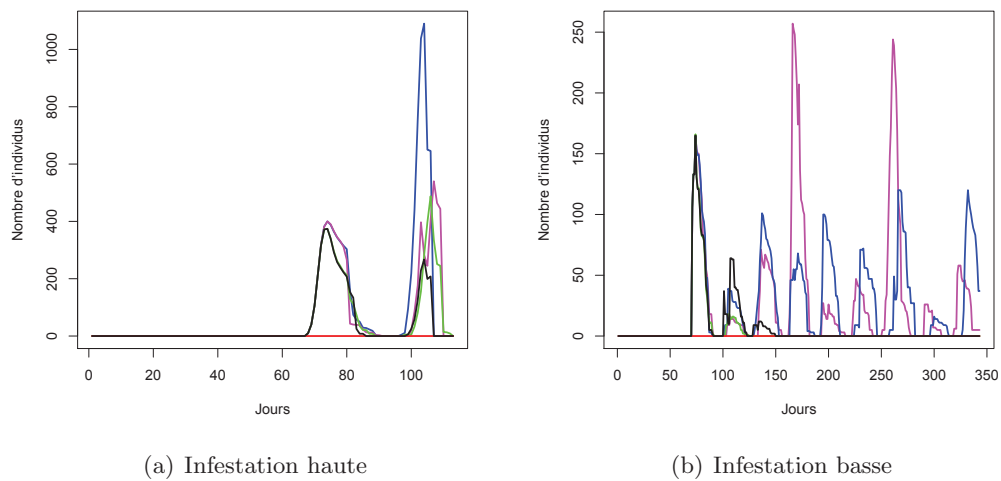 1000
800
600
400
200
0
Nombre d'individus
0 20 40 60 80 100
Jours
(a) Infestation haute
250
200
150
100
50
0
Nombre d'individus
0 50 100 150 200 250 300 350
Jours
(b) Infestation basse